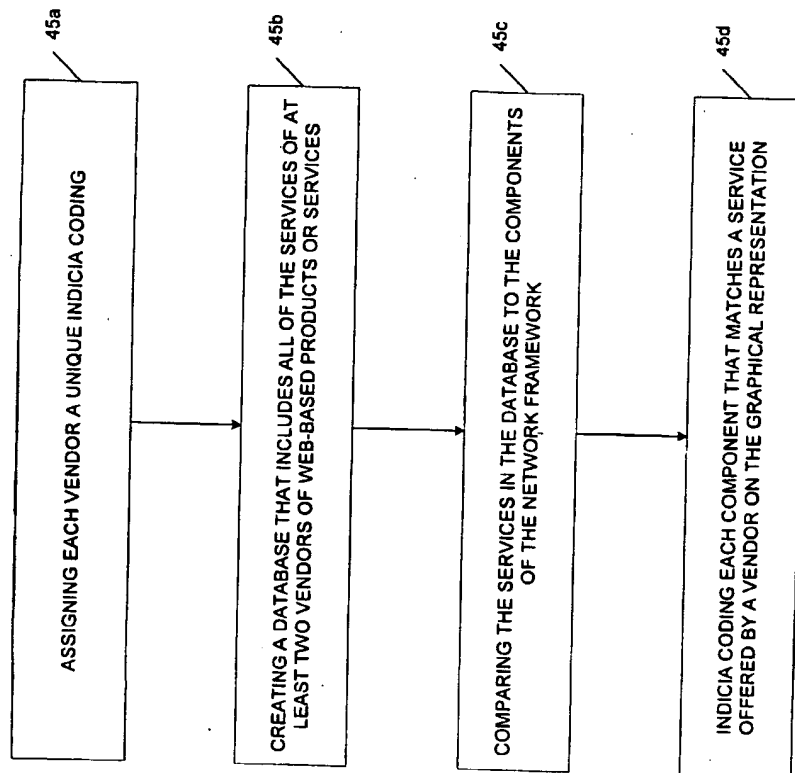 45a
ASSIGNING EACH VENDOR A UNIQUE INDICIA CODING
45b
CREATING A DATABASE THAT INCLUDES ALL OF THE SERVICES OF AT
LEAST TWO VENDORS OF WEB-BASED PRODUCTS OR SERVICES
45c
COMPARING THE SERVICES IN THE DATABASE TO THE COMPONENTS
OF THE NETWORK FRAMEWORK
45d
INDICIA CODING EACH COMPONENT THAT MATCHES A SERVICE
OFFERED BY A VENDOR ON THE GRAPHICAL REPRESENTATION